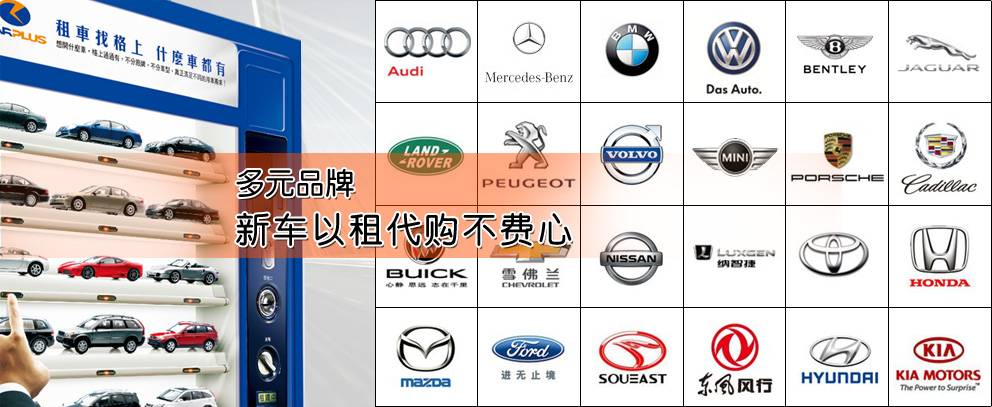 CARPLUS
租車找格上 什麼車都有
多元品牌
新车以租代购不费心
Audi
Mercedes-Benz
BMW
Das Auto.
BENTLEY
JAGUAR
LAND ROVER
PEUGEOT
VOLVO
MINI
PORSCHE
Cadillac
BUICK
心静 思远 志在千里
雪佛兰
CHEVROLET
NISSAN
LUXGEN
纳智捷
HONDA
mazda
Ford
进无止境
SOUEAST
东风风行
HYUNDAI
KIA
KIA MOTORS
The Power to Surprise™